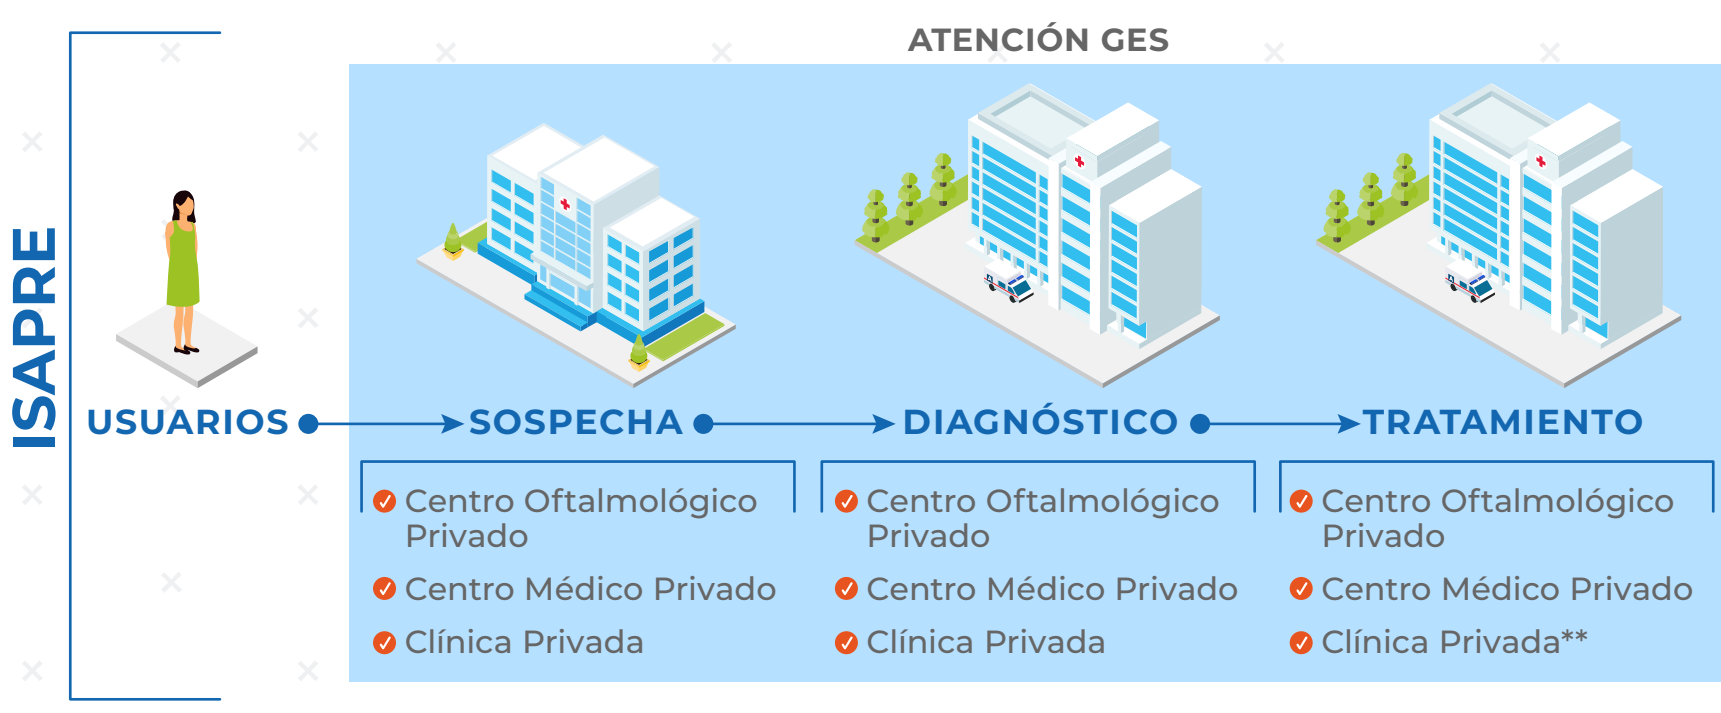 ATENCIÓN GES
ISAPRE
USUARIOS
SOSPECHA
DIAGNÓSTICO
TRATAMIENTO
Centro Oftalmológico
Privado
Centro Médico Privado
Clínica Privada
Centro Oftalmológico
Privado
Centro Médico Privado
Clínica Privada
Centro Oftalmológico
Privado
Centro Médico Privado
Clínica Privada**